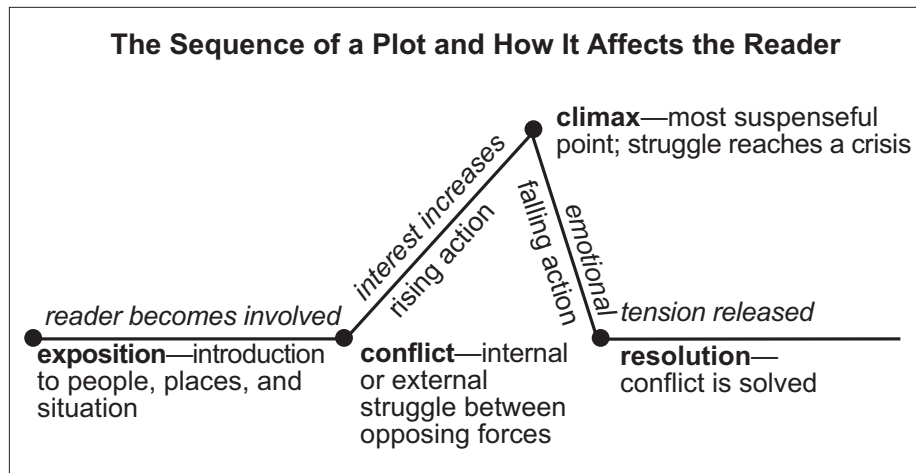 The Sequence of a Plot and How It Affects the Reader
climax—most suspenseful
point; struggle reaches a crisis
interest increases
rising action
falling action
emotional
reader becomes involved
tension released
exposition—introduction
to people, places, and
situation
conflict—internal
or external
struggle between
opposing forces
resolution—
conflict is solved